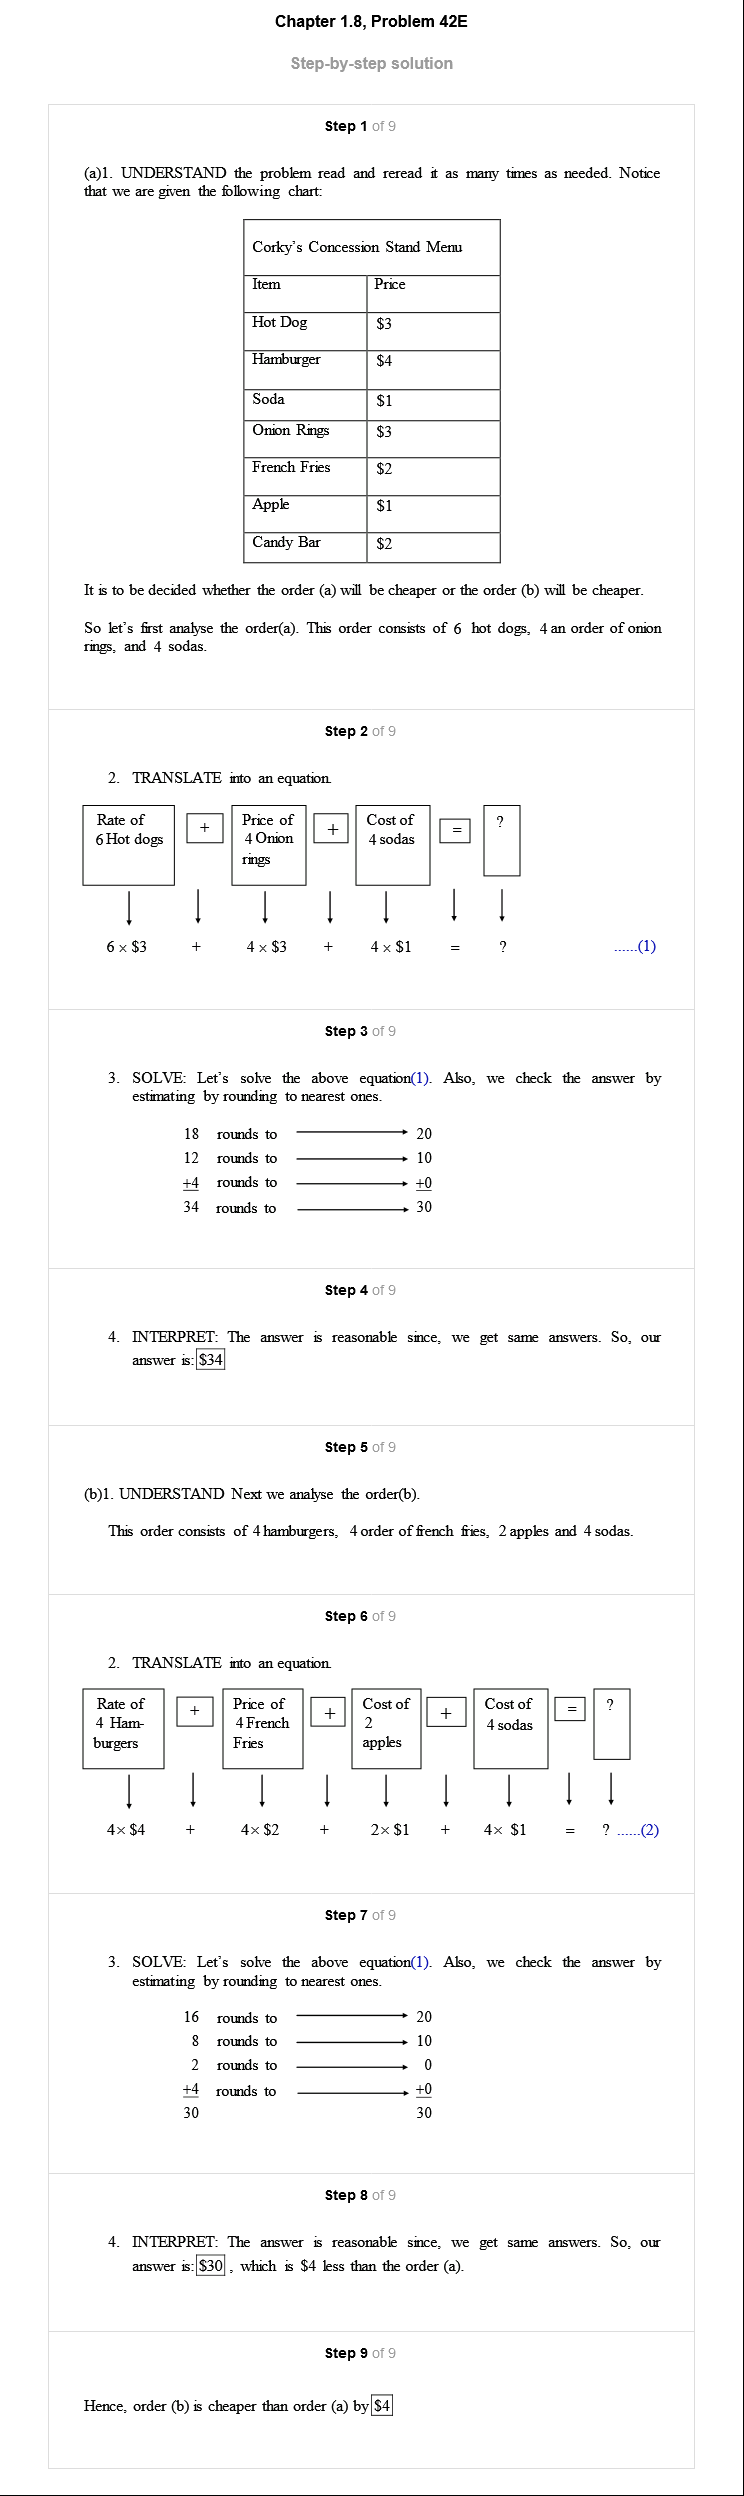 Chapter 1.8, Problem 42E
Step-by-step solution
Step 1 of 9
(a)1. UNDERSTAND the problem read and reread it as many times as needed. Notice
that we are given the following chart:
Corky's Concession Stand Menu
Item Price
Hot Dog $3
Hamburger $4
Soda $1
Onion Rings $3
French Fries $2
Apple $1
Candy Bar $2
It is to be decided whether the order (a) will be cheaper or the order (b) will be cheaper.
So let's first analyse the order(a). This order consists of 6 hot dogs, 4 an order of onion
rings, and 4 sodas.
Step 2 of 9
2. TRANSLATE into an equation.
Rate of
6 Hot dogs
+
Price of
4 Onion
rings
+
Cost of
4 sodas
=
?
6 × $3 + 4 × $3 + 4 × $1 = ? ......(1)
Step 3 of 9
3. SOLVE: Let's solve the above equation(1). Also, we check the answer by
estimating by rounding to nearest ones.
18 rounds to 20
12 rounds to 10
+4 rounds to +0
34 rounds to 30
Step 4 of 9
4. INTERPRET: The answer is reasonable since, we get same answers. So, our
answer is: $34
Step 5 of 9
(b)1. UNDERSTAND Next we analyse the order(b).
This order consists of 4 hamburgers, 4 order of french fries, 2 apples and 4 sodas.
Step 6 of 9
2. TRANSLATE into an equation.
Rate of
4 Ham-
burgers
+
Price of
4 French
Fries
+
Cost of
2
apples
+
Cost of
4 sodas
=
?
4× $4 + 4× $2 + 2× $1 + 4× $1 = ? ......(2)
Step 7 of 9
3. SOLVE: Let's solve the above equation(1). Also, we check the answer by
estimating by rounding to nearest ones.
16 rounds to 20
8 rounds to 10
2 rounds to 0
+4 rounds to +0
30 30
Step 8 of 9
4. INTERPRET: The answer is reasonable since, we get same answers. So, our
answer is: $30 , which is $4 less than the order (a).
Step 9 of 9
Hence, order (b) is cheaper than order (a) by $4